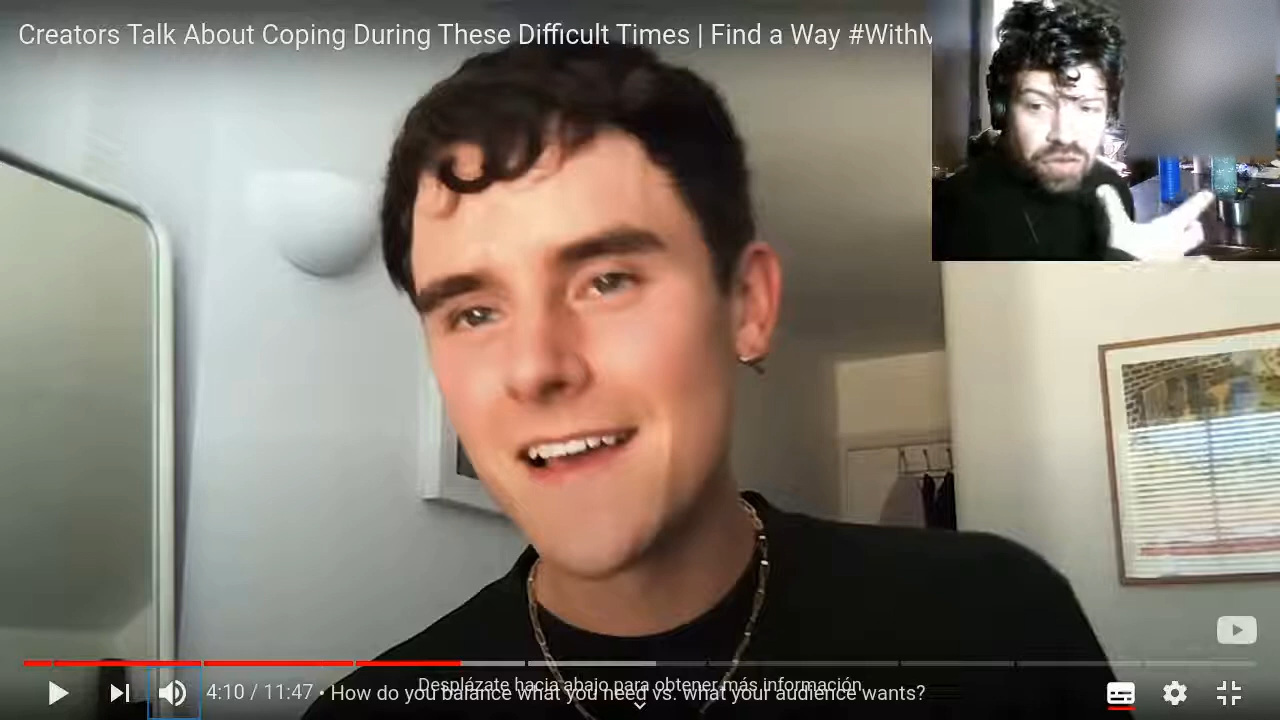 Creators Talk About Coping During These Difficult Times | Find a Way #WithM
Desplázate hacia abajo para obtener más información
4:10 / 11:47 • How do you balance what you need vs. what your audience wants?